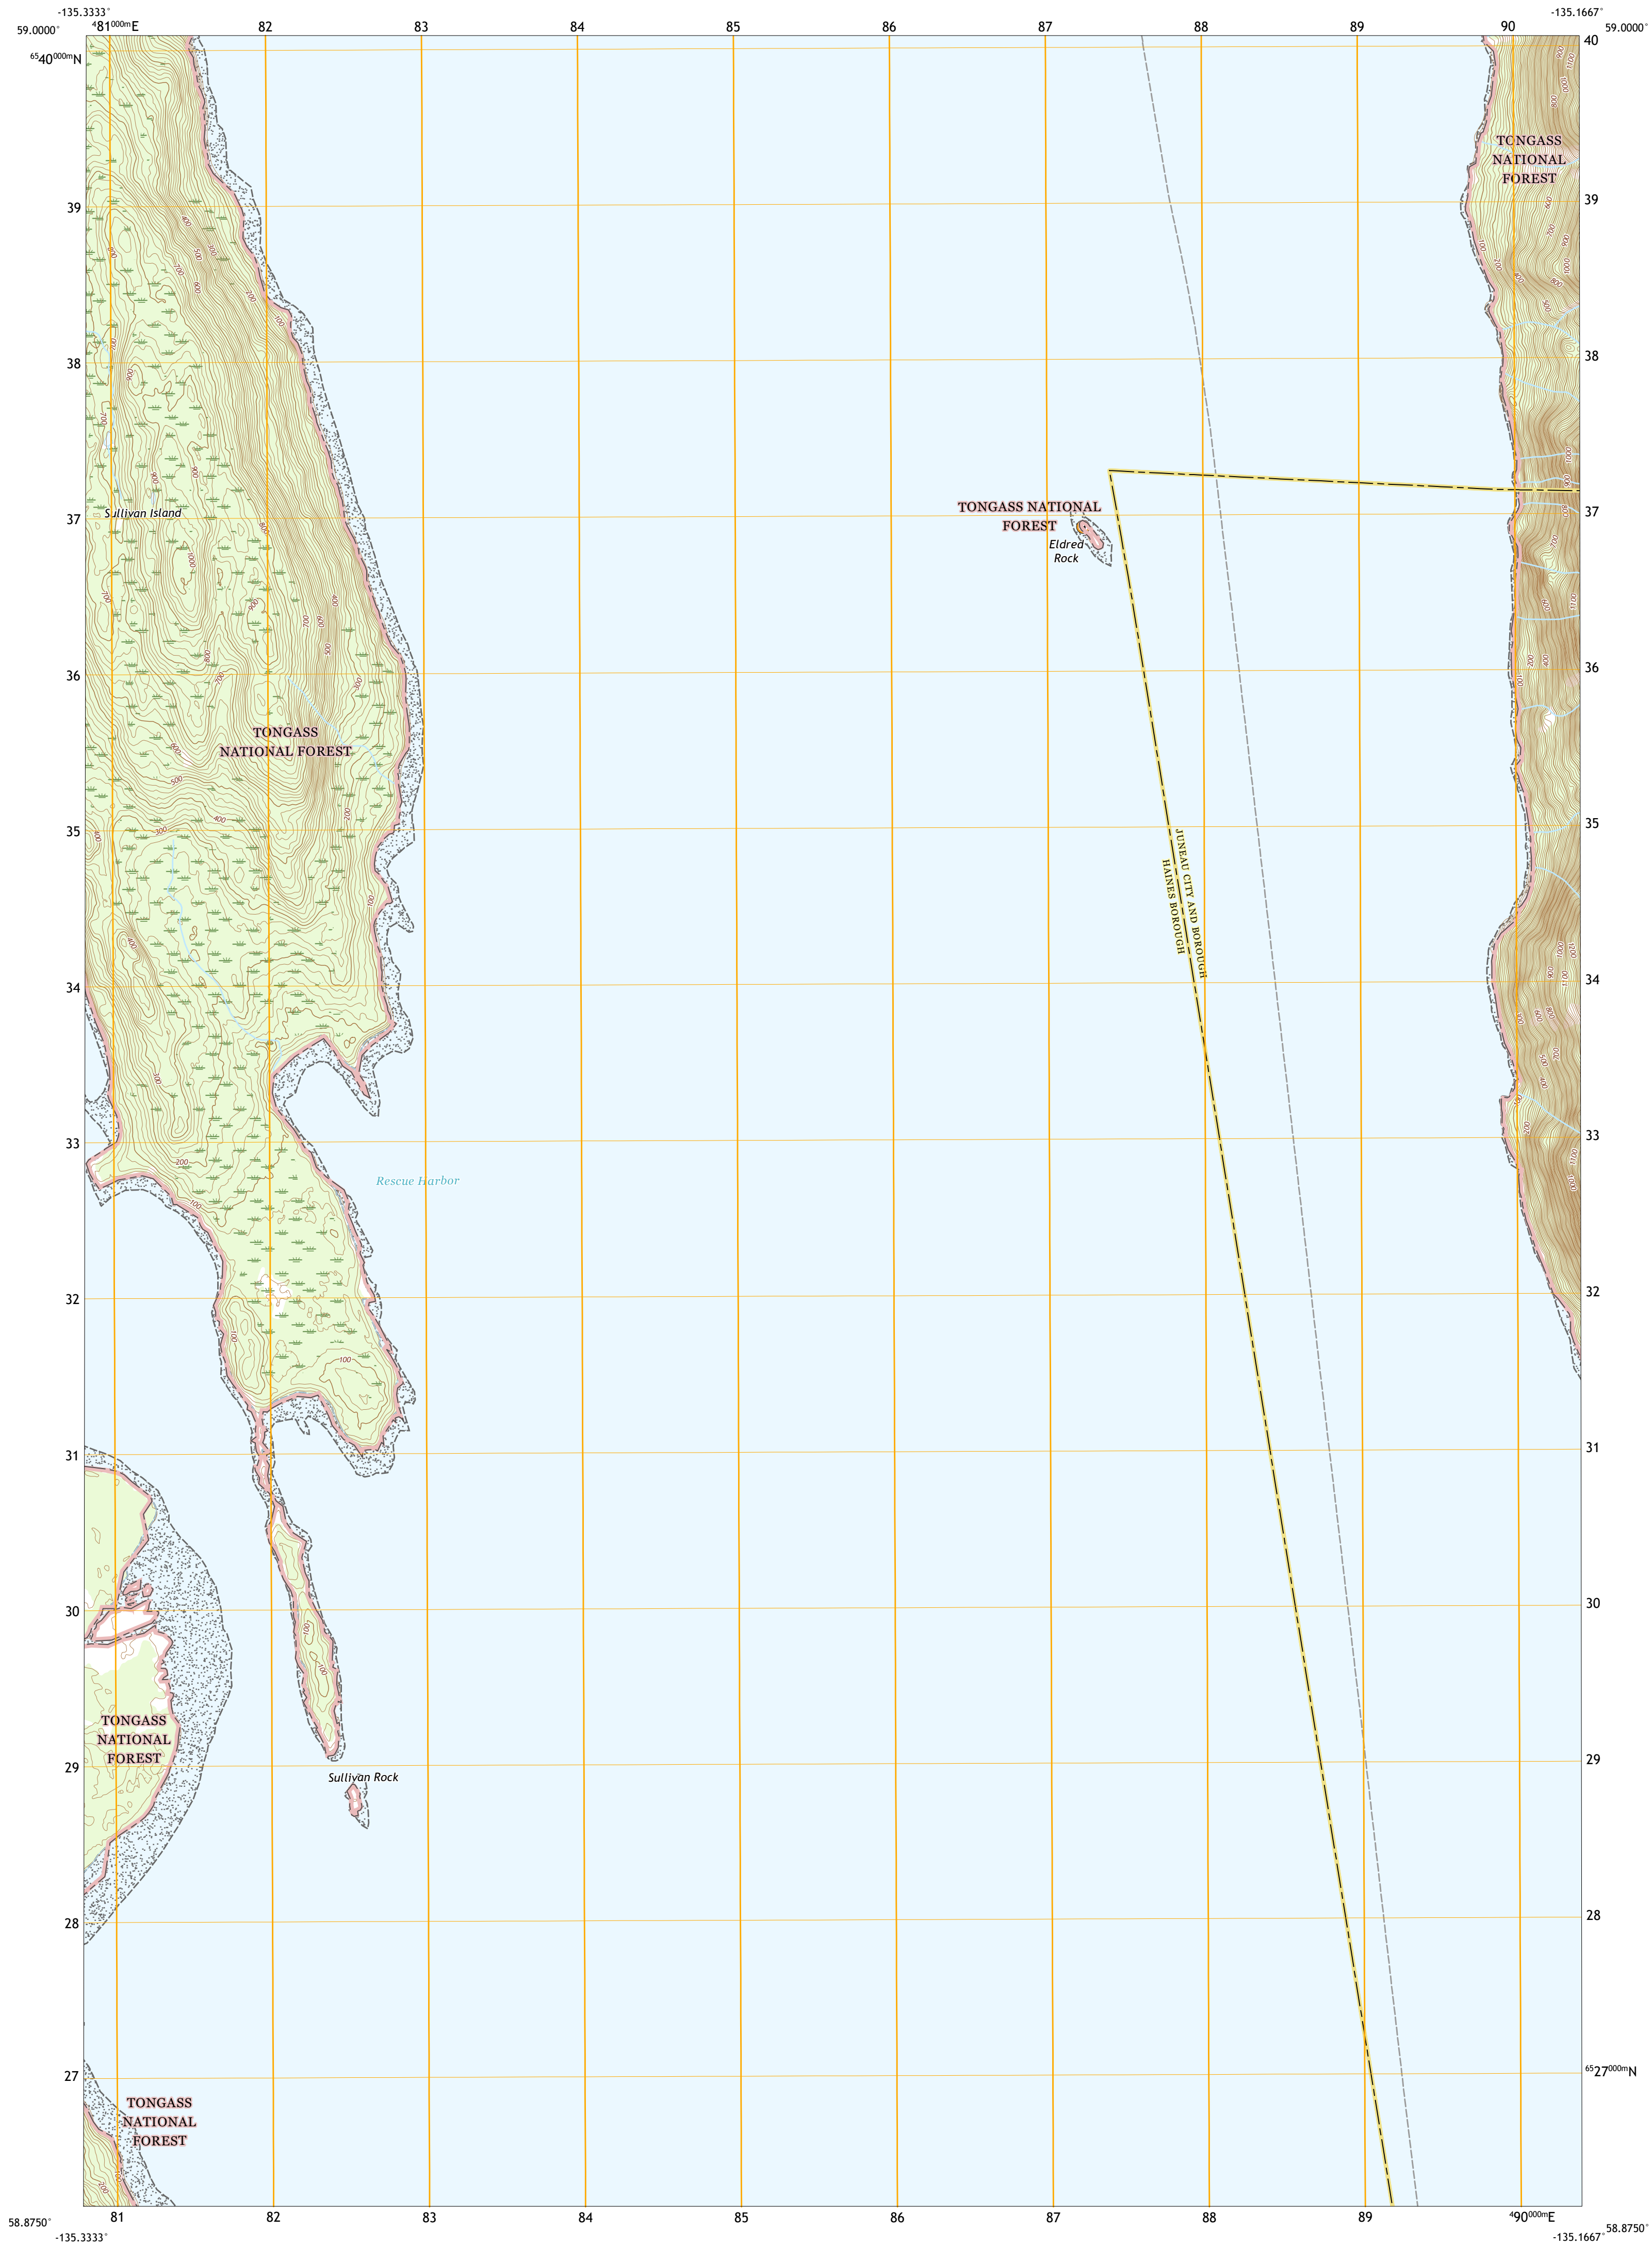 -135.3333°
-135.1667°
59.0000°
⁴81⁰⁰⁰ᵐE
82
83
84
85
86
87
88
89
90
59.0000°
⁶⁵40⁰⁰⁰ᵐN
40
TONGASS
NATIONAL
FOREST
39
39
38
38
Sullivan Island
37
37
TONGASS NATIONAL
FOREST
Eldred
Rock
36
36
TONGASS
NATIONAL FOREST
35
35
JUNEAU CITY AND BOROUGH
HAINES BOROUGH
34
34
33
33
Rescue Harbor
32
32
31
31
30
30
TONGASS
NATIONAL
FOREST
29
29
Sullivan Rock
28
28
27
⁶⁵27⁰⁰⁰ᵐN
TONGASS
NATIONAL
FOREST
58.8750°
81
82
83
84
85
86
87
88
89
⁴90⁰⁰⁰ᵐE
58.8750°
-135.3333°
-135.1667°